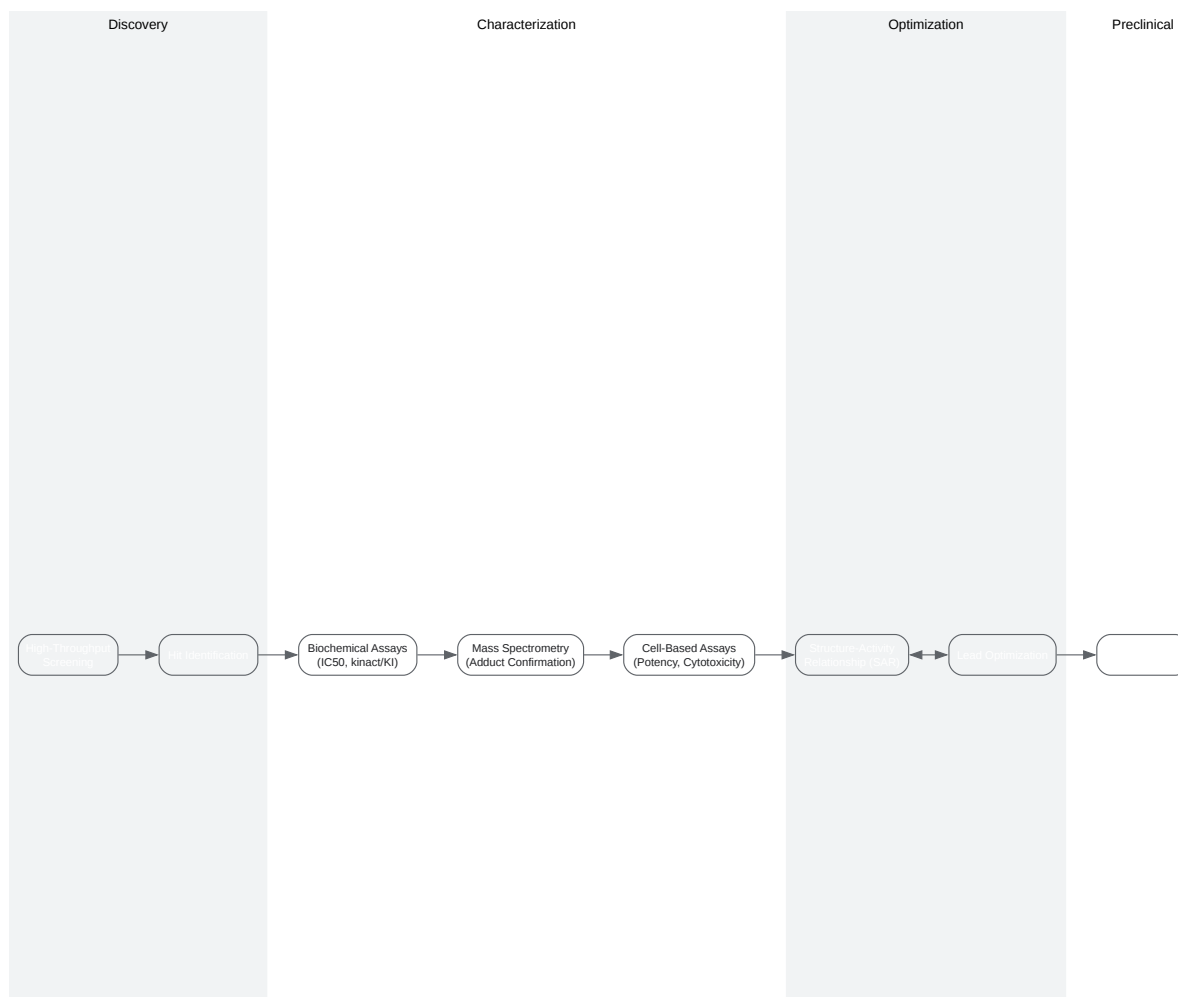 Discovery
Characterization
Optimization
Preclinical
High-Throughput
Screening
Hit Identification
Biochemical Assays
(IC50, kinact/KI)
Mass Spectrometry
(Adduct Confirmation)
Cell-Based Assays
(Potency, Cytotoxicity)
Structure-Activity
Relationship (SAR)
Lead Optimization